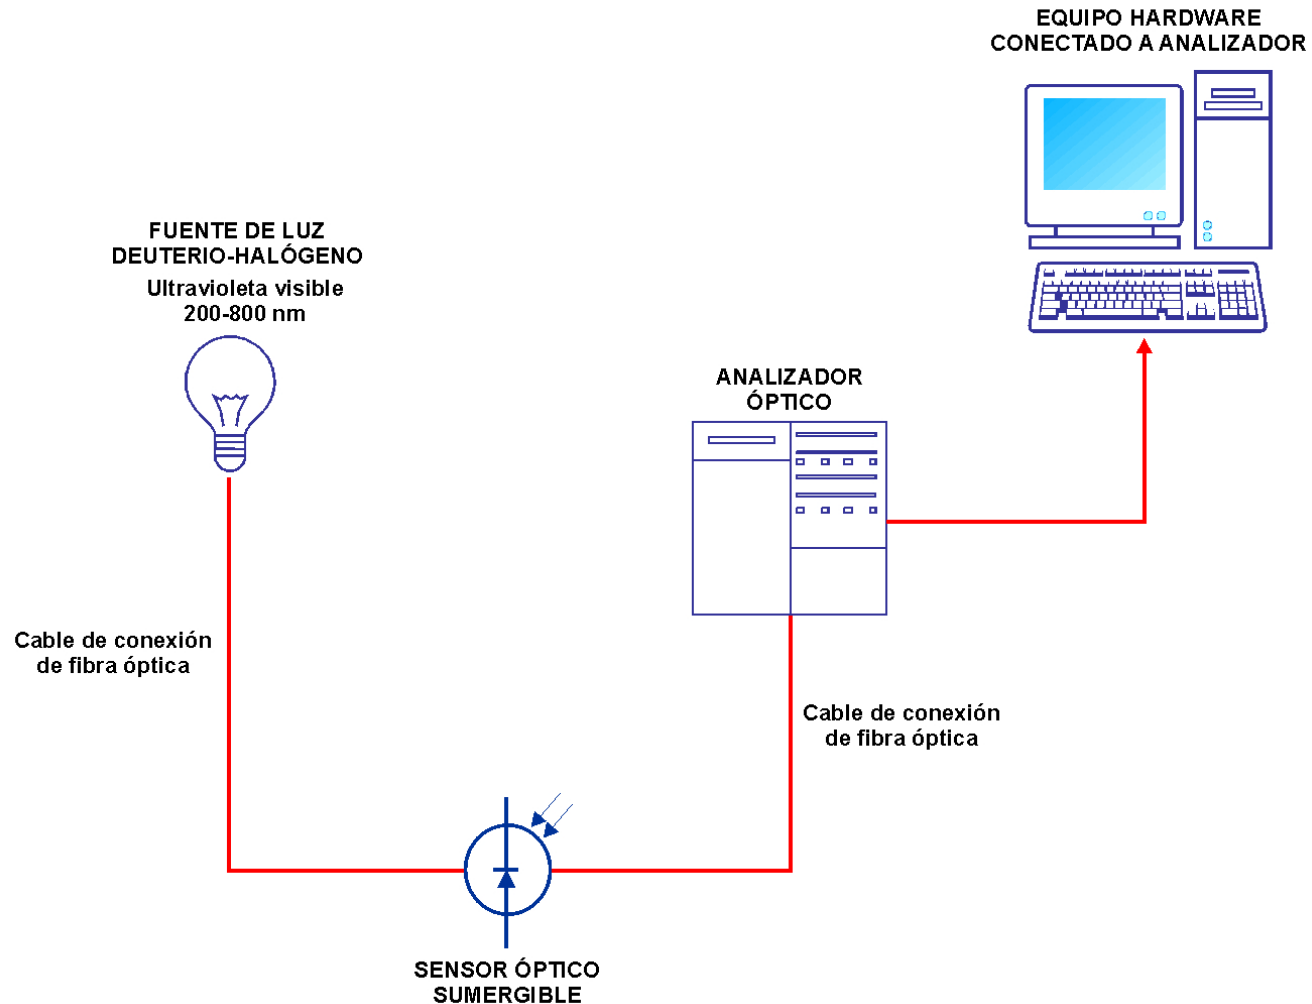 EQUIPO HARDWARE
CONECTADO A ANALIZADOR
FUENTE DE LUZ
DEUTERIO-HALÓGENO
Ultravioleta visible
200-800 nm
ANALIZADOR
ÓPTICO
Cable de conexión
de fibra óptica
Cable de conexión
de fibra óptica
SENSOR ÓPTICO
SUMERGIBLE